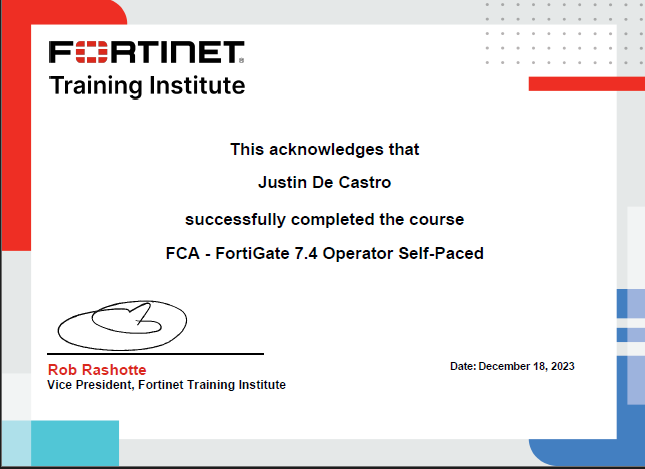 FORTINET®
Training Institute
This acknowledges that
Justin De Castro
successfully completed the course
FCA - FortiGate 7.4 Operator Self-Paced
Rob Rashotte
Vice President, Fortinet Training Institute
Date: December 18, 2023